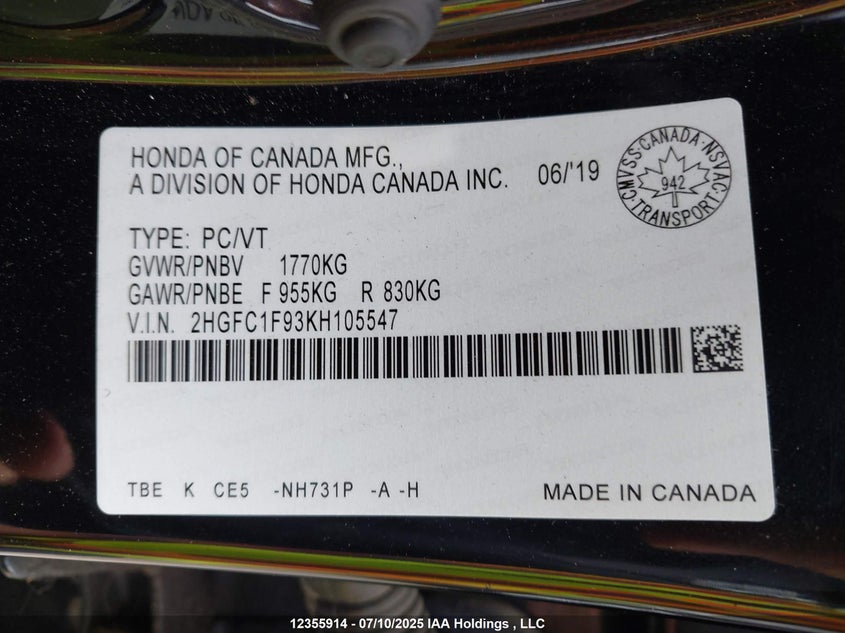 HONDA OF CANADA MFG.,
A DIVISION OF HONDA CANADA INC. 06/'19
CMVSS·CANADA·NSVAC·TRANSPORT·
942
TYPE: PC/VT
GVWR/PNBV 1770KG
GAWR/PNBE F 955KG R 830KG
V.I.N. 2HGFC1F93KH105547
TBE K CE5 -NH731P -A -H
MADE IN CANADA
12355914 - 07/10/2025 IAA Holdings , LLC